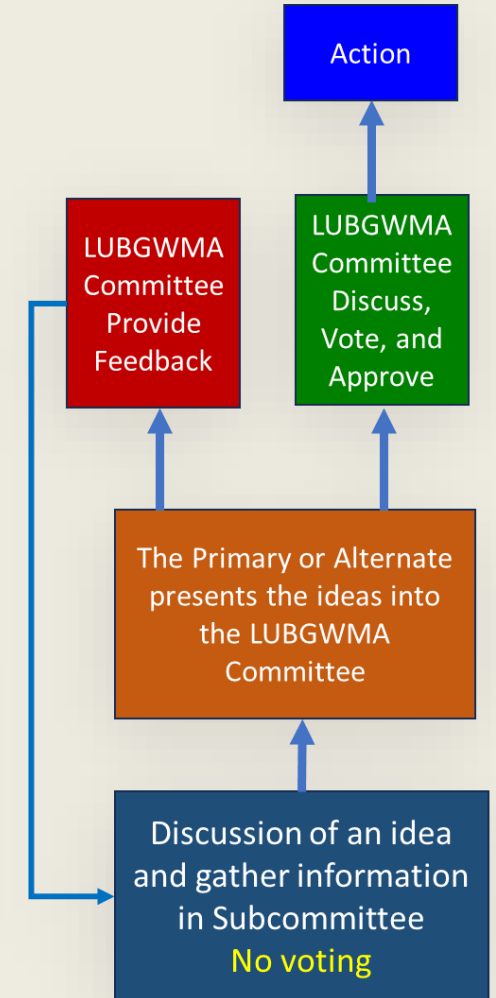 Action
LUBGWMA
Committee
Provide
Feedback
LUBGWMA
Committee
Discuss,
Vote, and
Approve
The Primary or Alternate
presents the ideas into
the LUBGWMA
Committee
Discussion of an idea
and gather information
in Subcommittee
No voting